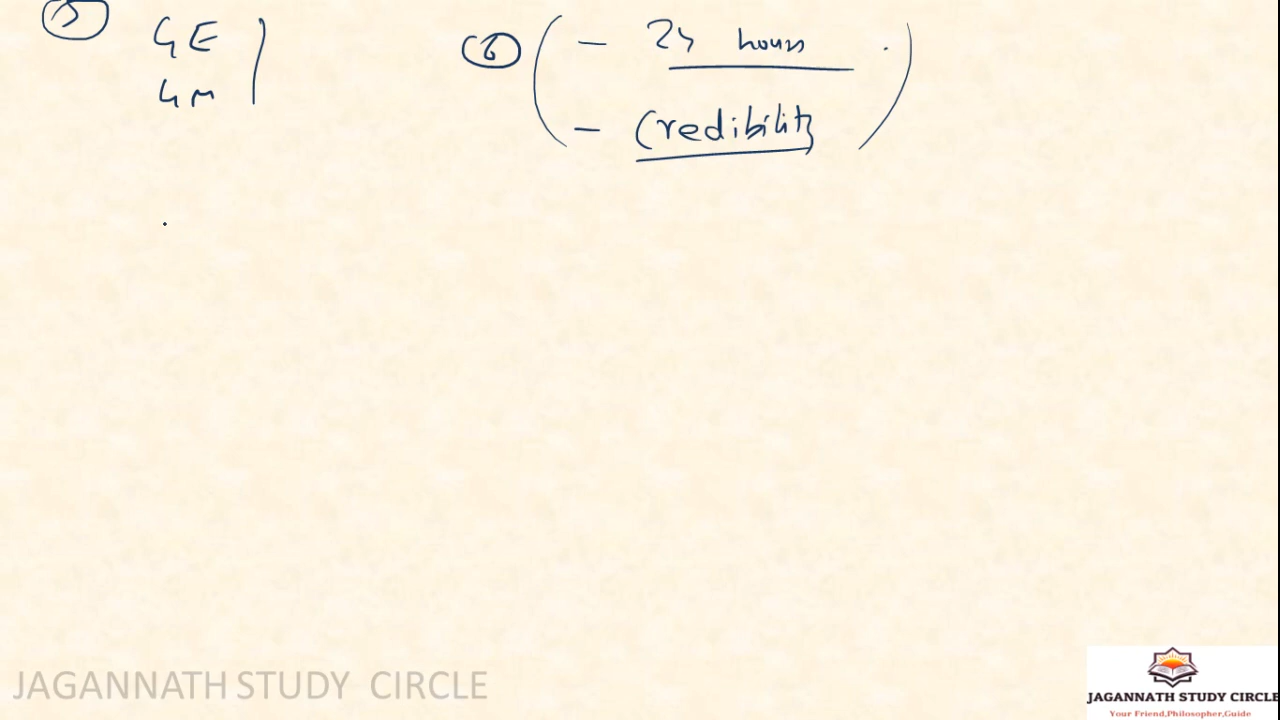 5
4E
4M
6 ( - 24 hours )
- Credibility
JAGANNATH STUDY CIRCLE
JAGANNATH STUDY CIRCLE
Your Friend,Philosopher,Guide